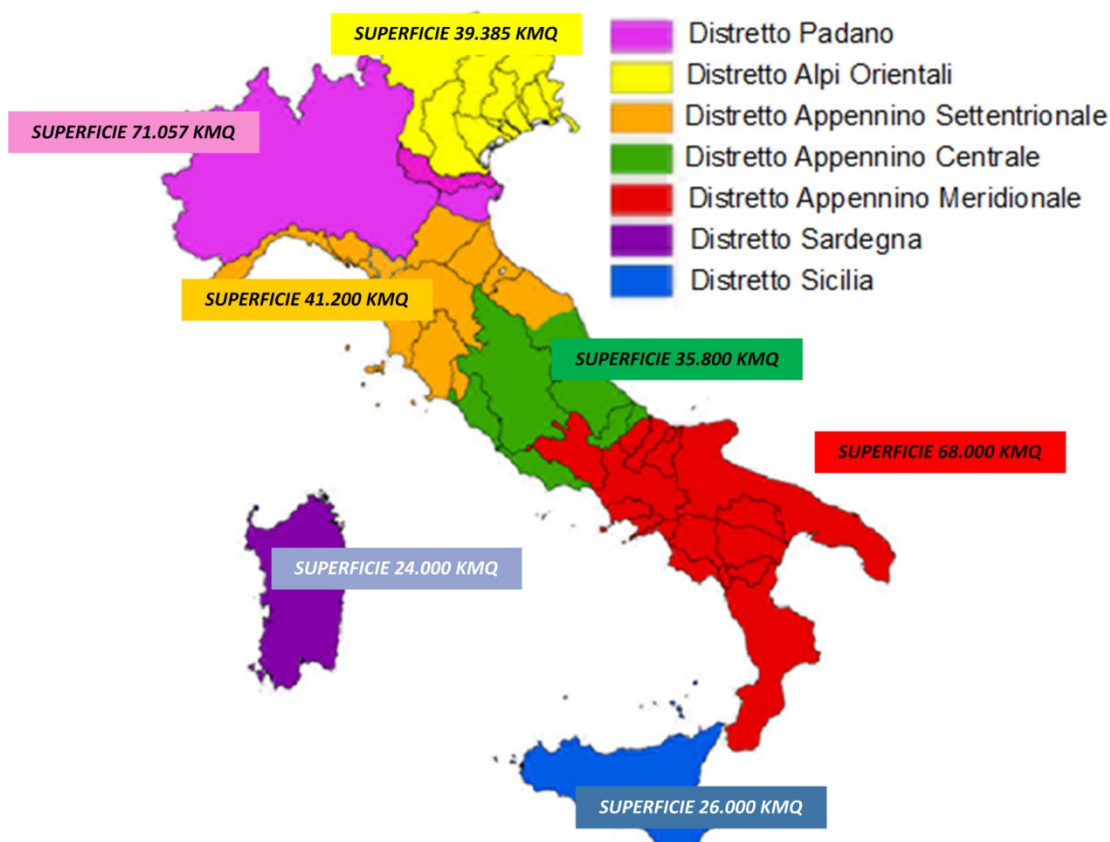 SUPERFICIE 39.385 KMQ
Distretto Padano
Distretto Alpi Orientali
Distretto Appennino Settentrionale
Distretto Appennino Centrale
Distretto Appennino Meridionale
Distretto Sardegna
Distretto Sicilia
SUPERFICIE 71.057 KMQ
SUPERFICIE 41.200 KMQ
SUPERFICIE 35.800 KMQ
SUPERFICIE 68.000 KMQ
SUPERFICIE 24.000 KMQ
SUPERFICIE 26.000 KMQ